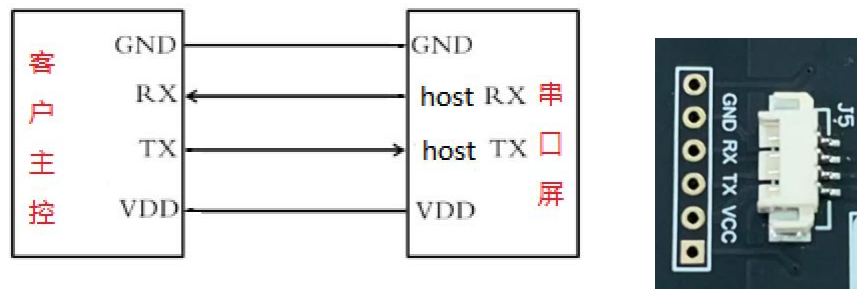 客户主控
GND
RX
TX
VDD
GND
host RX
host TX
VDD
串口屏
GND RX TX VCC
J5